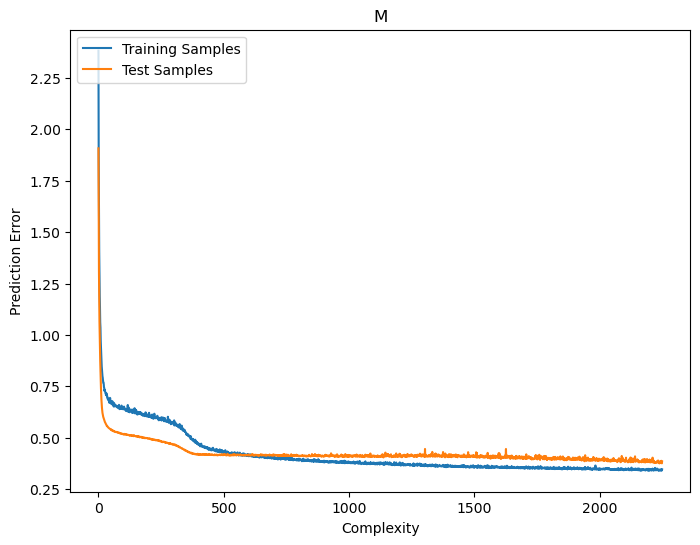 M
Training Samples
Test Samples
Prediction Error
2.25
2.00
1.75
1.50
1.25
1.00
0.75
0.50
0.25
0
500
1000
1500
2000
Complexity